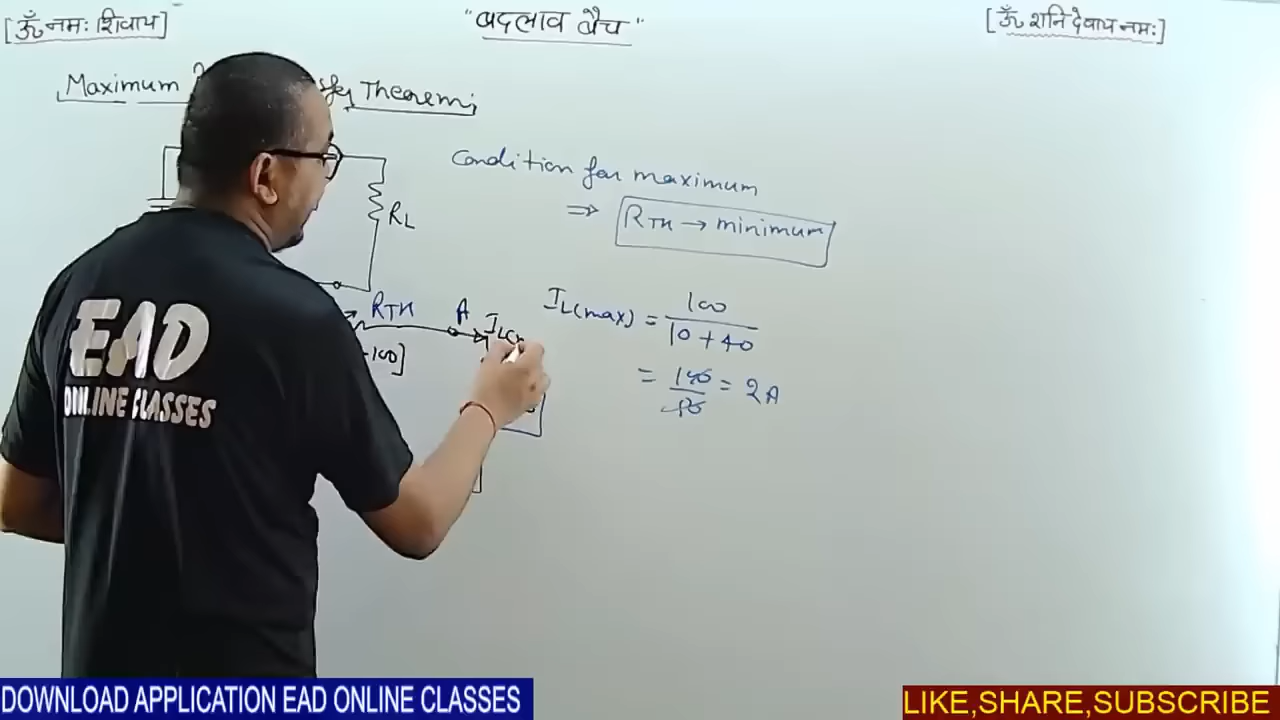 [ॐ नमः शिवाय]
"बदलाव बैच"
[ॐ शनि देवाय नमः]
Maximum Theorem:
Condition for maximum
⇒ RTH → minimum
RL
RTH A
IL(max) = 100 / 10 + 40
= 100 / 50 = 2A
EAD
ONLINE CLASSES
DOWNLOAD APPLICATION EAD ONLINE CLASSES
LIKE,SHARE,SUBSCRIBE